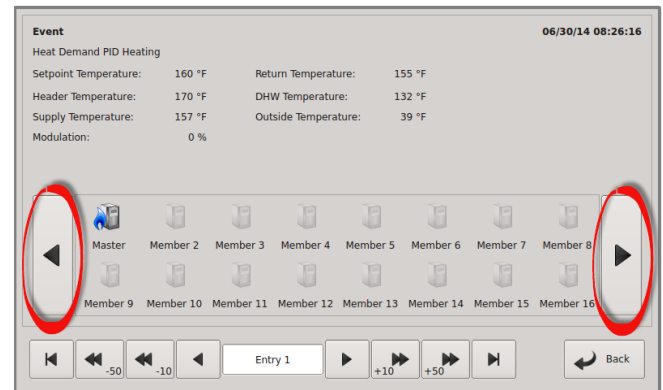 Event 06/30/14 08:26:16
Heat Demand PID Heating
Setpoint Temperature: 160 °F Return Temperature: 155 °F
Header Temperature: 170 °F DHW Temperature: 132 °F
Supply Temperature: 157 °F Outside Temperature: 39 °F
Modulation: 0 %
Master Member 2 Member 3 Member 4 Member 5 Member 6 Member 7 Member 8
Member 9 Member 10 Member 11 Member 12 Member 13 Member 14 Member 15 Member 16
-50 -10 Entry 1 +10 +50 Back